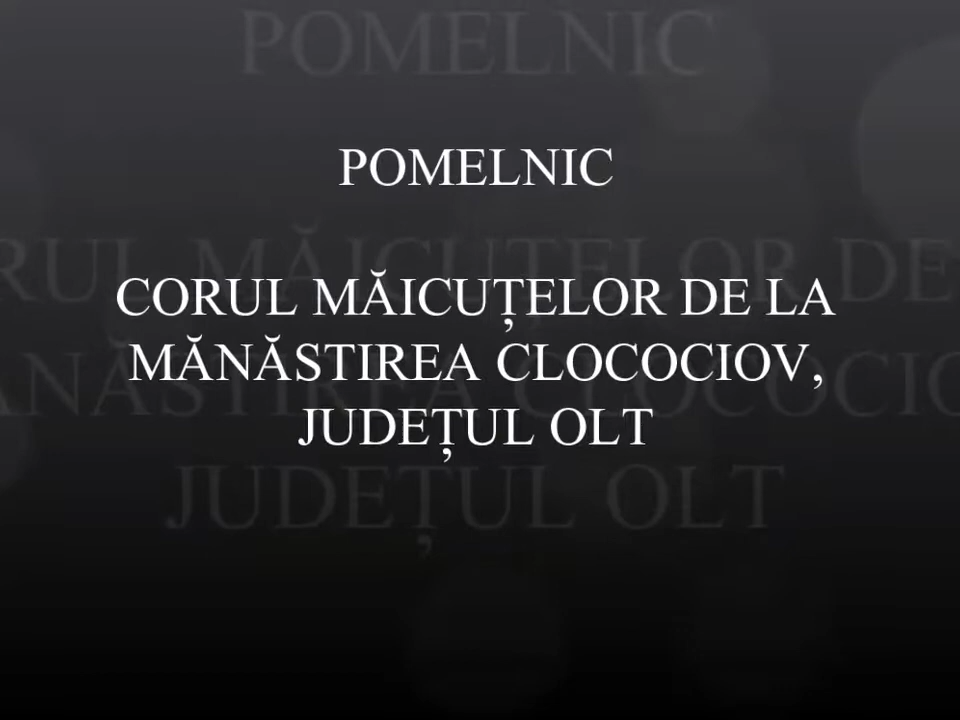 POMELNIC
CORUL MĂICUȚELOR DE LA
MĂNĂSTIREA CLOCOCIOV,
JUDEȚUL OLT